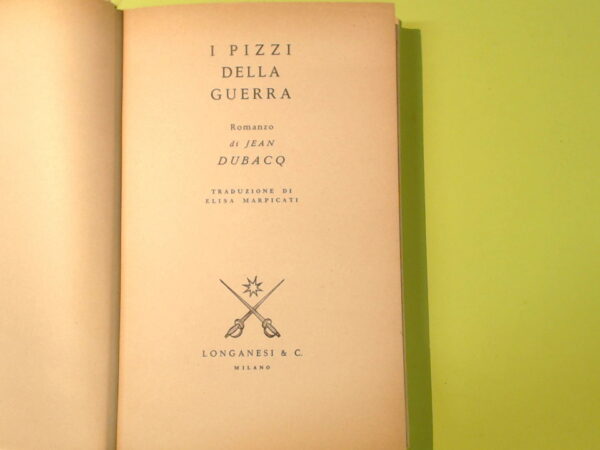 I PIZZI
DELLA
GUERRA
Romanzo
di JEAN
DUBACQ
TRADUZIONE DI
ELISA MARPICATI
LONGANESI & C.
MILANO